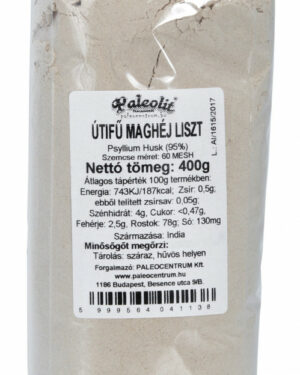 Paleolit
paleocentrum.hu
ÚTIFŰ MAGHÉJ LISZT
Psyllium Husk (95%)
Szemcse méret: 60 MESH
Nettó tömeg: 400g
Átlagos tápérték 100g termékben:
Energia: 743KJ/187kcal; Zsír: 0,5g;
ebből telített zsírsav: 0,05g;
Szénhidrát: 4g, Cukor: <0,47g,
Fehérje: 2,5g, Rostok: 78g; Só: 130mg
Származása: India
Minősőgőt megőrzi:
Tárolás: száraz, hűvös helyen
Forgalmazó: PALEOCENTRUM Kft.
www.paleocentrum.hu
1186 Budapest, Besence utca 9/B.
5 999564 041138
L.: AI/1615/2017